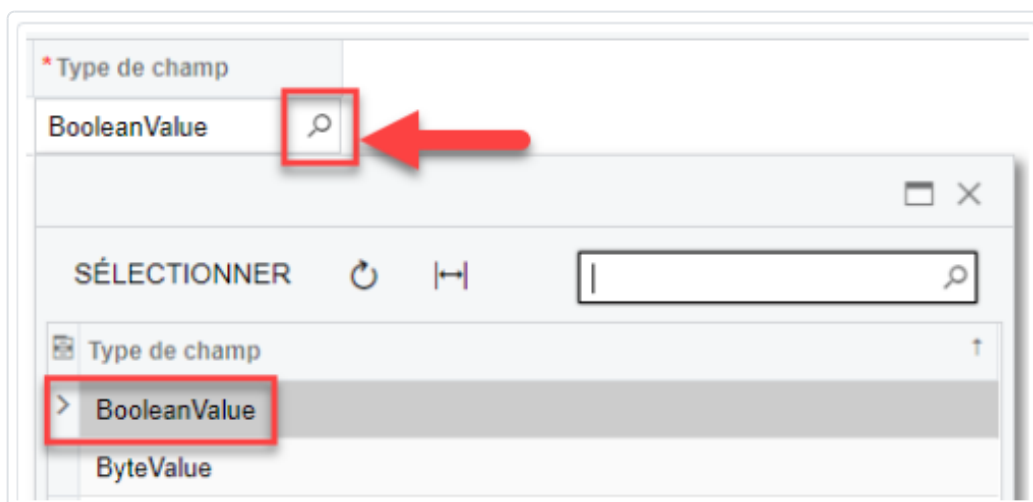 * Type de champ
BooleanValue
SÉLECTIONNER
Type de champ
BooleanValue
ByteValue